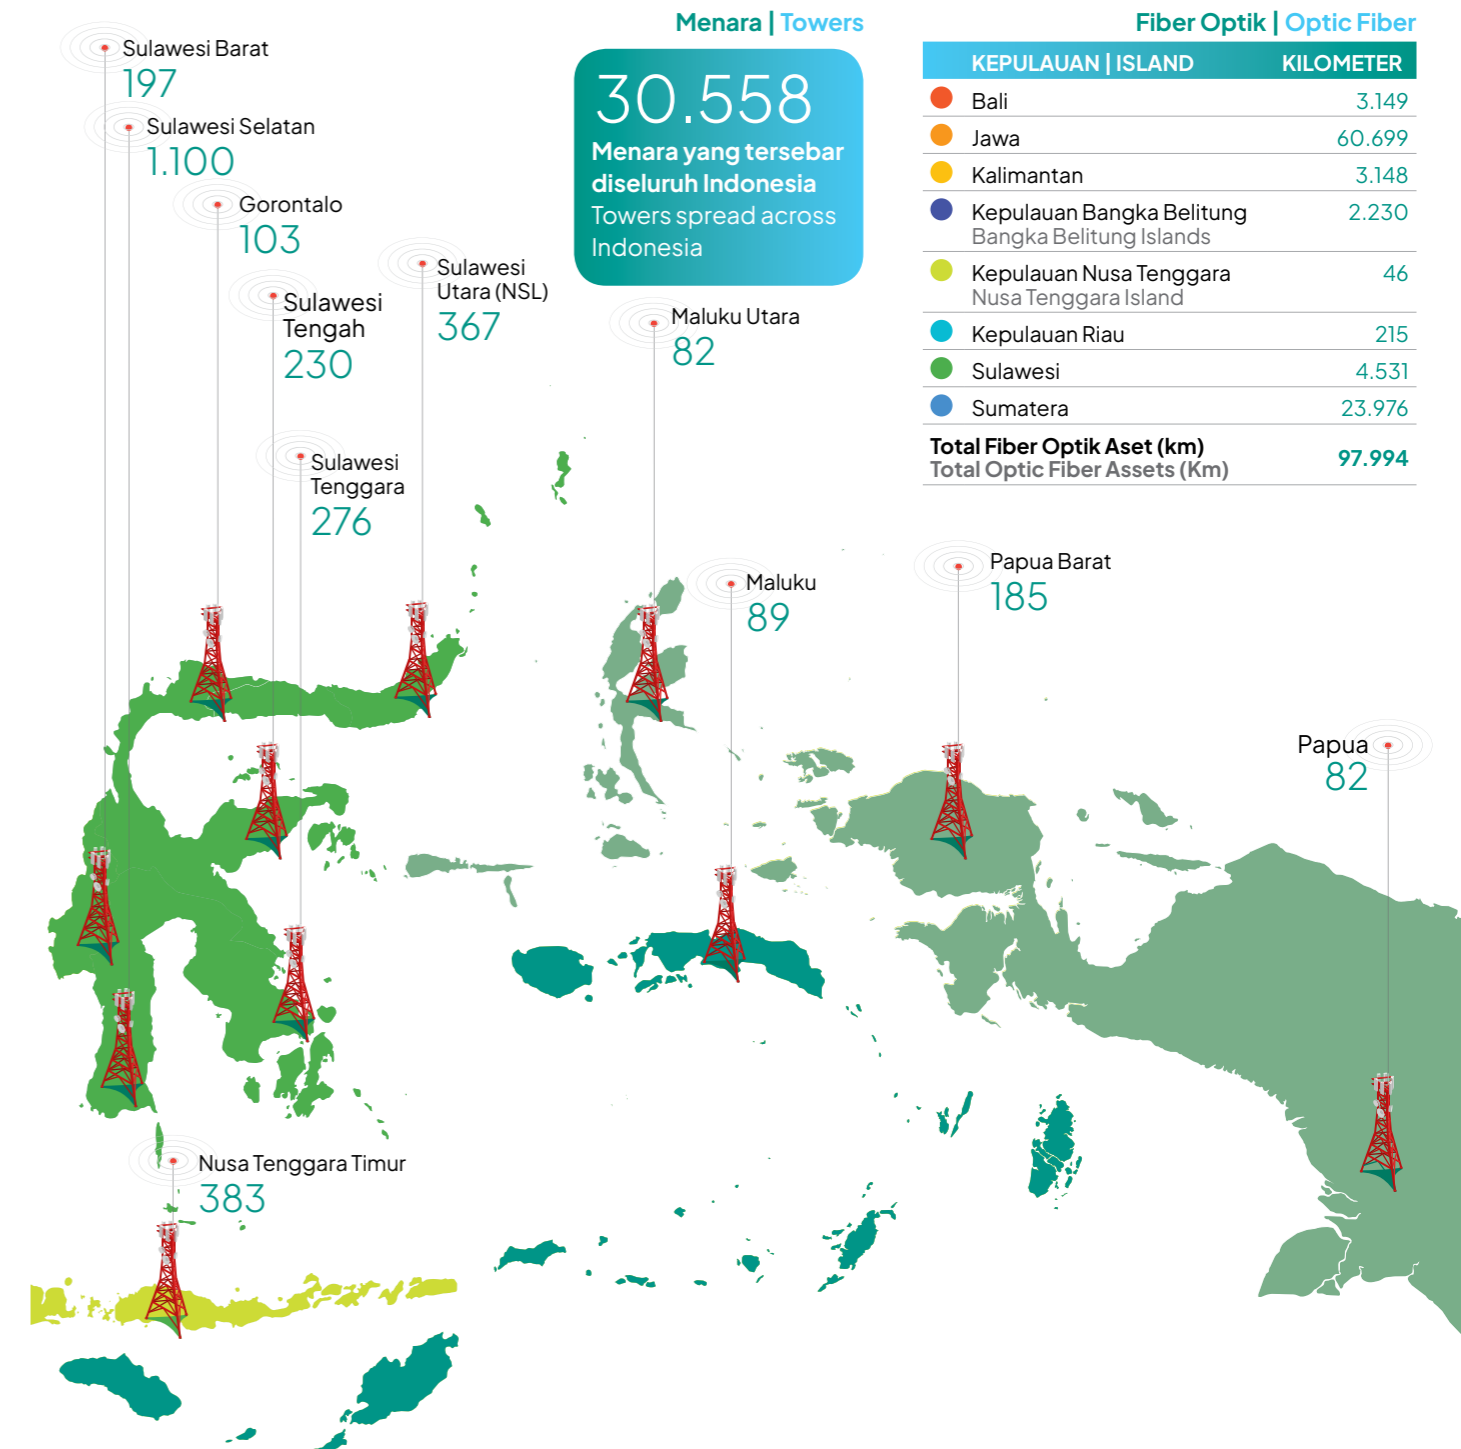 Menara | Towers
30.558
Menara yang tersebar
diseluruh Indonesia
Towers spread across
Indonesia
Fiber Optik | Optic Fiber
KEPULAUAN | ISLAND KILOMETER
Bali 3.149
Jawa 60.699
Kalimantan 3.148
Kepulauan Bangka Belitung 2.230
Bangka Belitung Islands
Kepulauan Nusa Tenggara 46
Nusa Tenggara Island
Kepulauan Riau 215
Sulawesi 4.531
Sumatera 23.976
Total Fiber Optik Aset (km) 97.994
Total Optic Fiber Assets (Km)
Sulawesi Barat
197
Sulawesi Selatan
1.100
Gorontalo
103
Sulawesi
Utara (NSL)
367
Sulawesi
Tengah
230
Maluku Utara
82
Sulawesi
Tenggara
276
Maluku
89
Papua Barat
185
Papua
82
Nusa Tenggara Timur
383